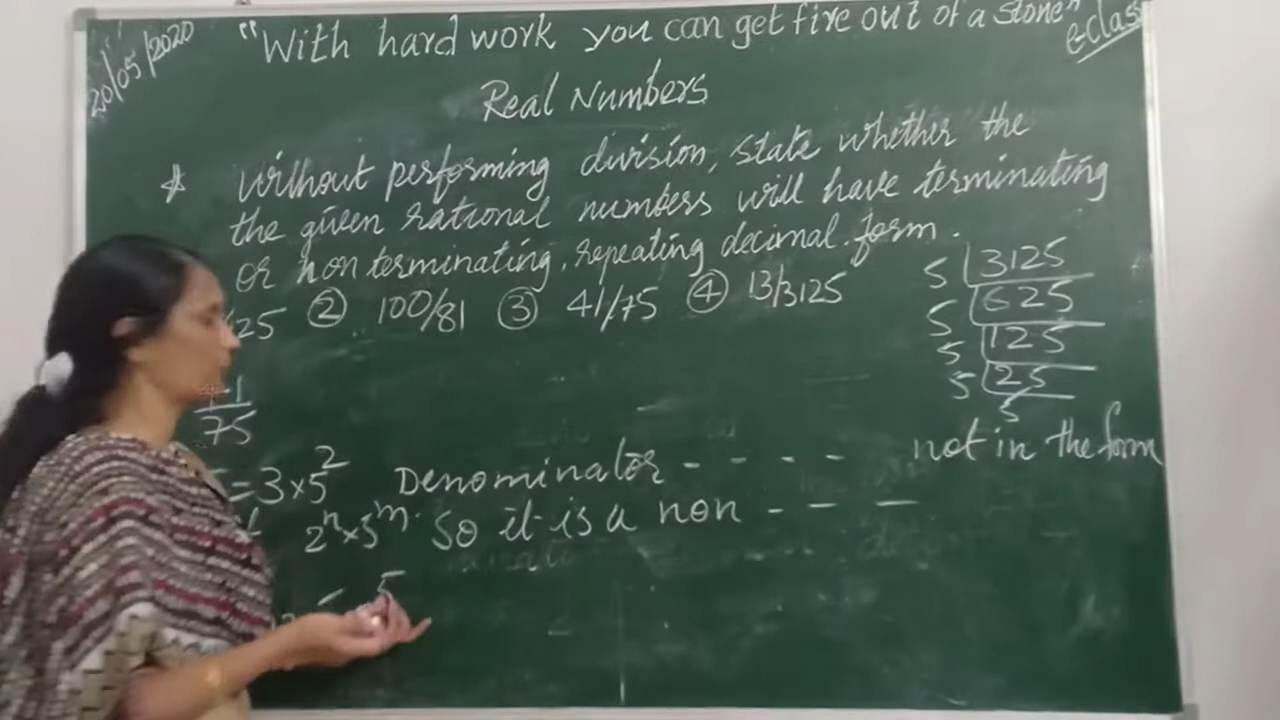 20/05/2020
"With hard work you can get fire out of a stone"
e-class
Real Numbers
* without performing division, state whether the
the given rational numbers will have terminating
or non terminating, repeating decimal form.
/25 ② 100/81 ③ 41/75 ④ 13/3125
5 | 3125
5 | 625
5 | 125
5 | 25
5
1
75
= 3×5² Denominator - - - - not in the form
2ⁿ×5ᵐ. So it is a non - - -
= 5